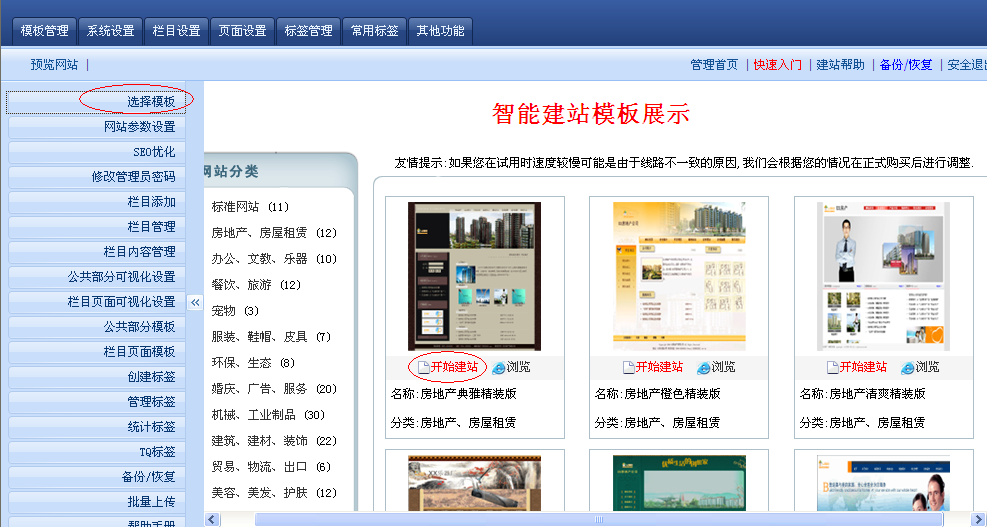 模板管理 系统设置 栏目设置 页面设置 标签管理 常用标签 其他功能
预览网站 | 管理首页 | 快速入门 | 建站帮助 | 备份/恢复 | 安全退出
选择模板
网站参数设置
SEO优化
修改管理员密码
栏目添加
栏目管理
栏目内容管理
公共部分可视化设置
栏目页面可视化设置
公共部分模板
栏目页面模板
创建标签
管理标签
统计标签
TQ标签
备份/恢复
批量上传
帮助手册
«
智能建站模板展示
友情提示:如果您在试用时速度较慢可能是由于线路不一致的原因,我们会根据您的情况在正式购买后进行调整.
网站分类
标准网站 (11)
房地产、房屋租赁 (12)
办公、文教、乐器 (10)
餐饮、旅游 (12)
宠物 (3)
服装、鞋帽、皮具 (7)
环保、生态 (8)
婚庆、广告、服务 (20)
机械、工业制品 (30)
建筑、建材、装饰 (22)
贸易、物流、出口 (6)
美容、美发、护肤 (12)
开始建站 浏览
名称:房地产典雅精装版
分类:房地产、房屋租赁
开始建站 浏览
名称:房地产橙色精装版
分类:房地产、房屋租赁
开始建站 浏览
名称:房地产清爽精装版
分类:房地产、房屋租赁